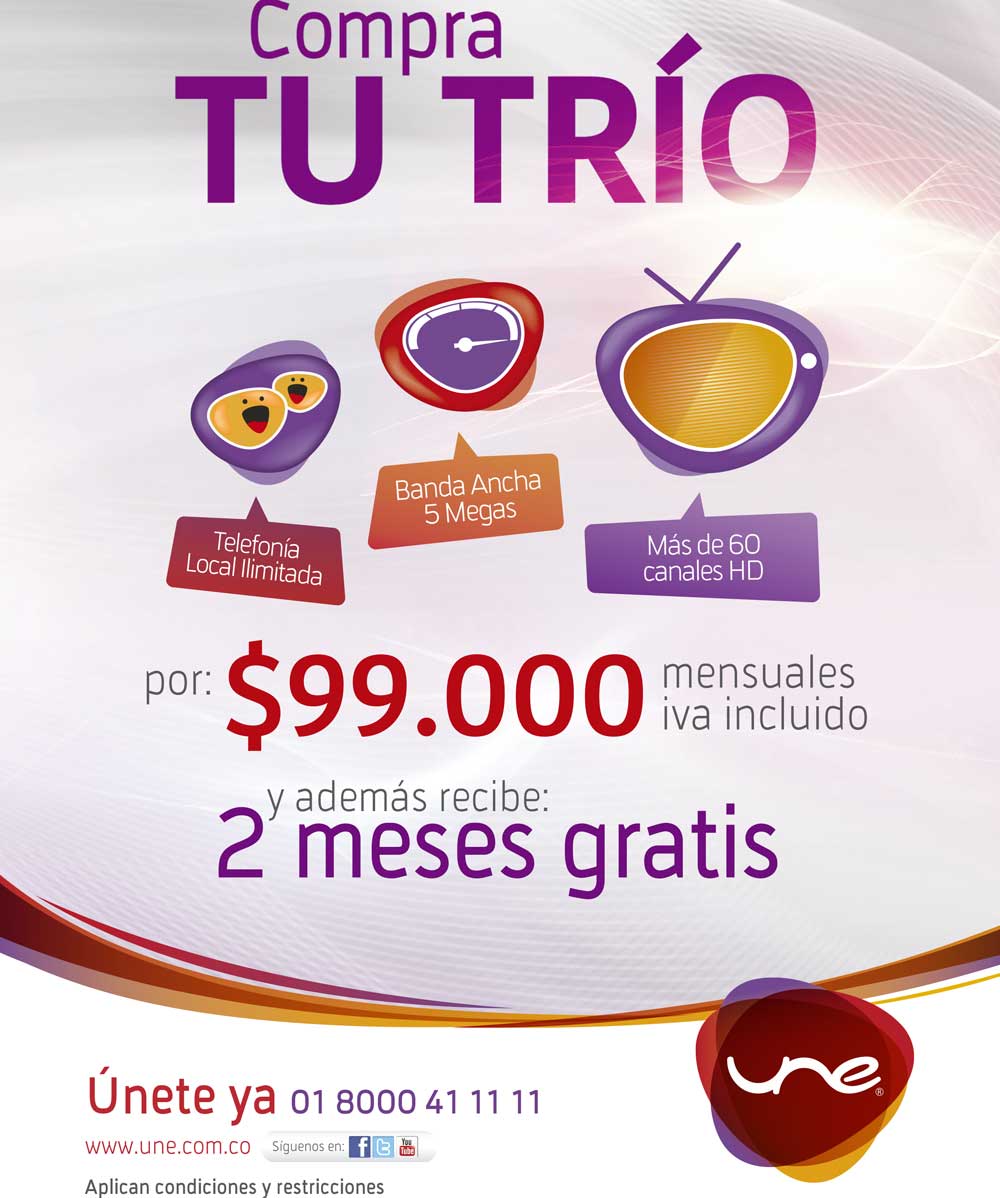 Compra
TU TRÍO
Telefonía
Local Ilimitada
Banda Ancha
5 Megas
Más de 60
canales HD
por: $99.000 mensuales
iva incluido
y además recibe:
2 meses gratis
une®
Únete ya 01 8000 41 11 11
www.une.com.co Síguenos en: f t You Tube
Aplican condiciones y restricciones